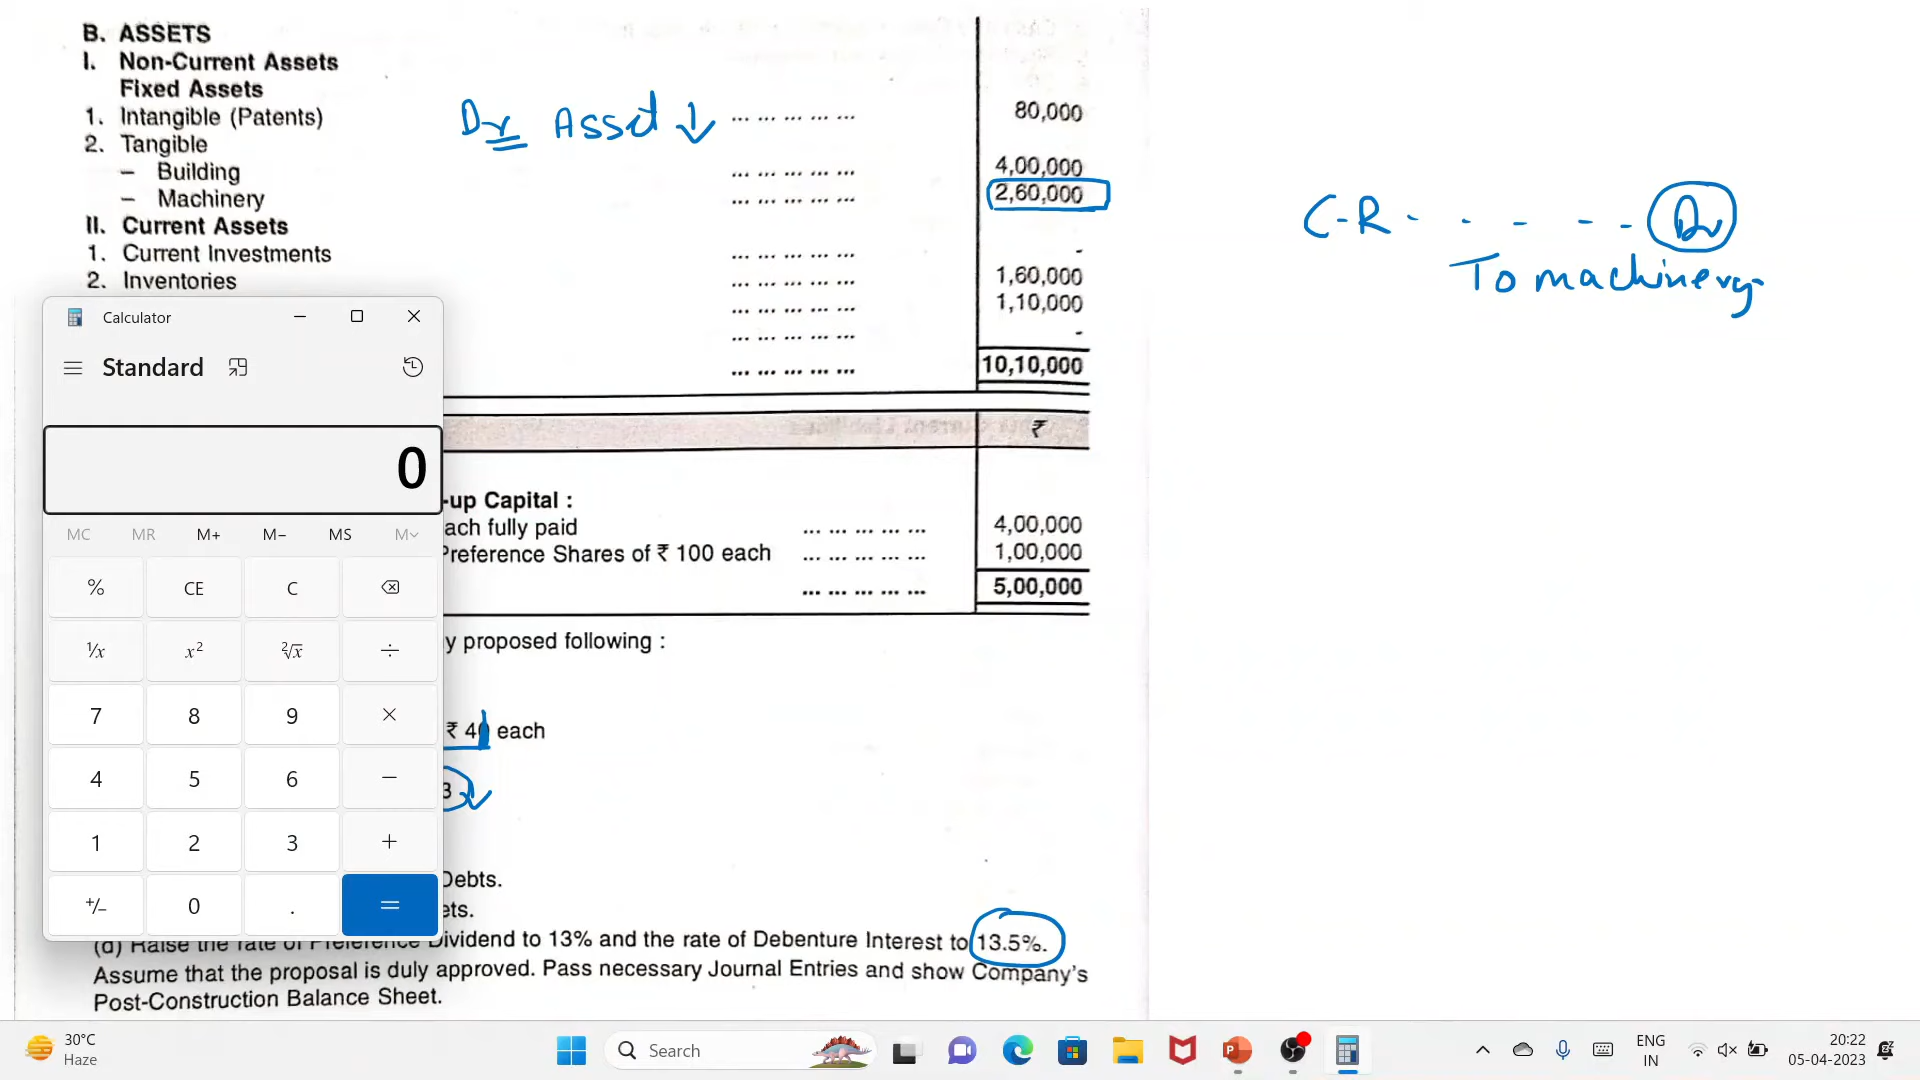 B. ASSETS
I. Non-Current Assets
Fixed Assets
1. Intangible (Patents) ... ... ... ... ... 80,000
Dr Asset ↓
2. Tangible
– Building ... ... ... ... ... 4,00,000
– Machinery ... ... ... ... ... 2,60,000
II. Current Assets
1. Current Investments ... ... ... ... ... -
2. Inventories ... ... ... ... ... 1,60,000
... ... ... ... ... 1,10,000
... ... ... ... ... -
... ... ... ... ... 10,10,000
₹
-up Capital :
ach fully paid ... ... ... ... ... 4,00,000
Preference Shares of ₹ 100 each ... ... ... ... ... 1,00,000
... ... ... ... ... 5,00,000
y proposed following :
₹ 40 each
3 ↓
Debts.
ets.
(d) Raise the rate of Preference Dividend to 13% and the rate of Debenture Interest to 13.5%.
Assume that the proposal is duly approved. Pass necessary Journal Entries and show Company's
Post-Construction Balance Sheet.
C-R - - - - - Dr
To machinery
Calculator
Standard
0
MC MR M+ M− MS M˅
% CE C
¹/x x² ²√x ÷
7 8 9 ×
4 5 6 −
1 2 3 +
+/− 0 . =
30°C
Haze
Search
ENG
IN
20:22
05-04-2023